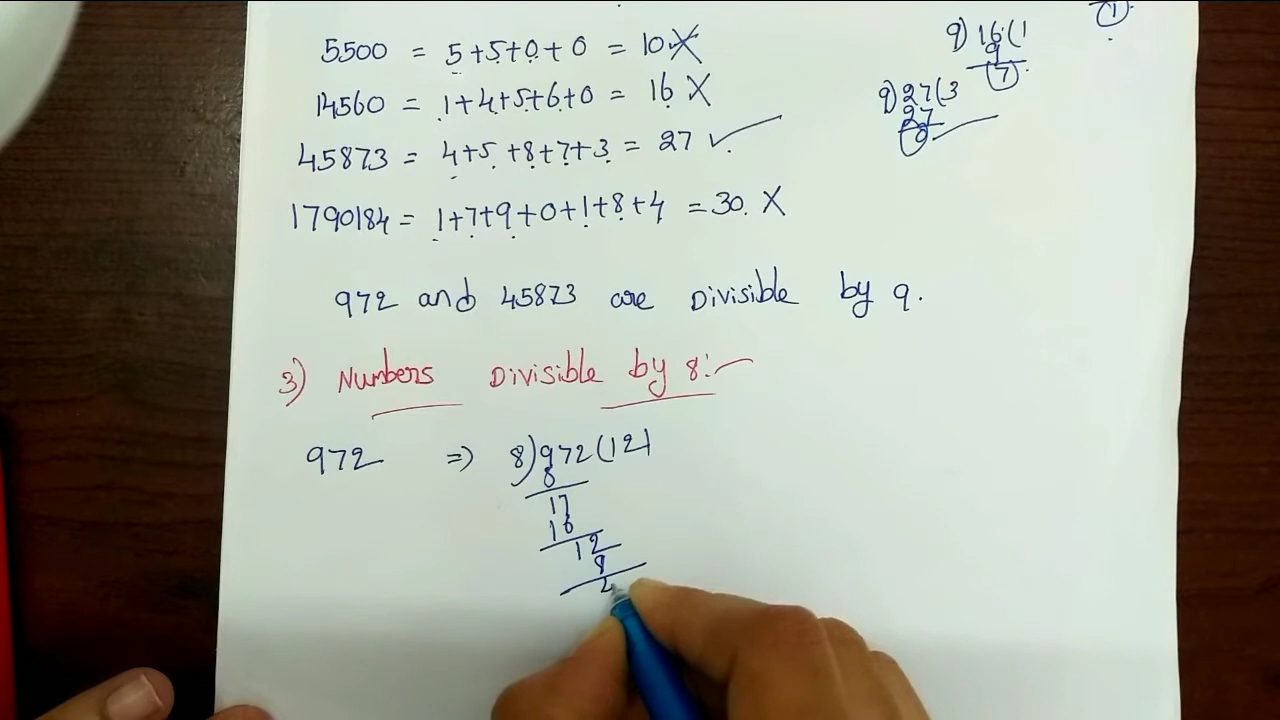 5500 = 5+5+0+0 = 10 X
14560 = 1+4+5+6+0 = 16 X
45873 = 4+5+8+7+3 = 27 ✓
1790184 = 1+7+9+0+1+8+4 = 30. X
972 and 45873 are Divisible by 9.
3) Numbers Divisible by 8:-
972 => 8)972(121
8
17
16
12
8
1
9)16(1
9
7
9)27(3
27
0